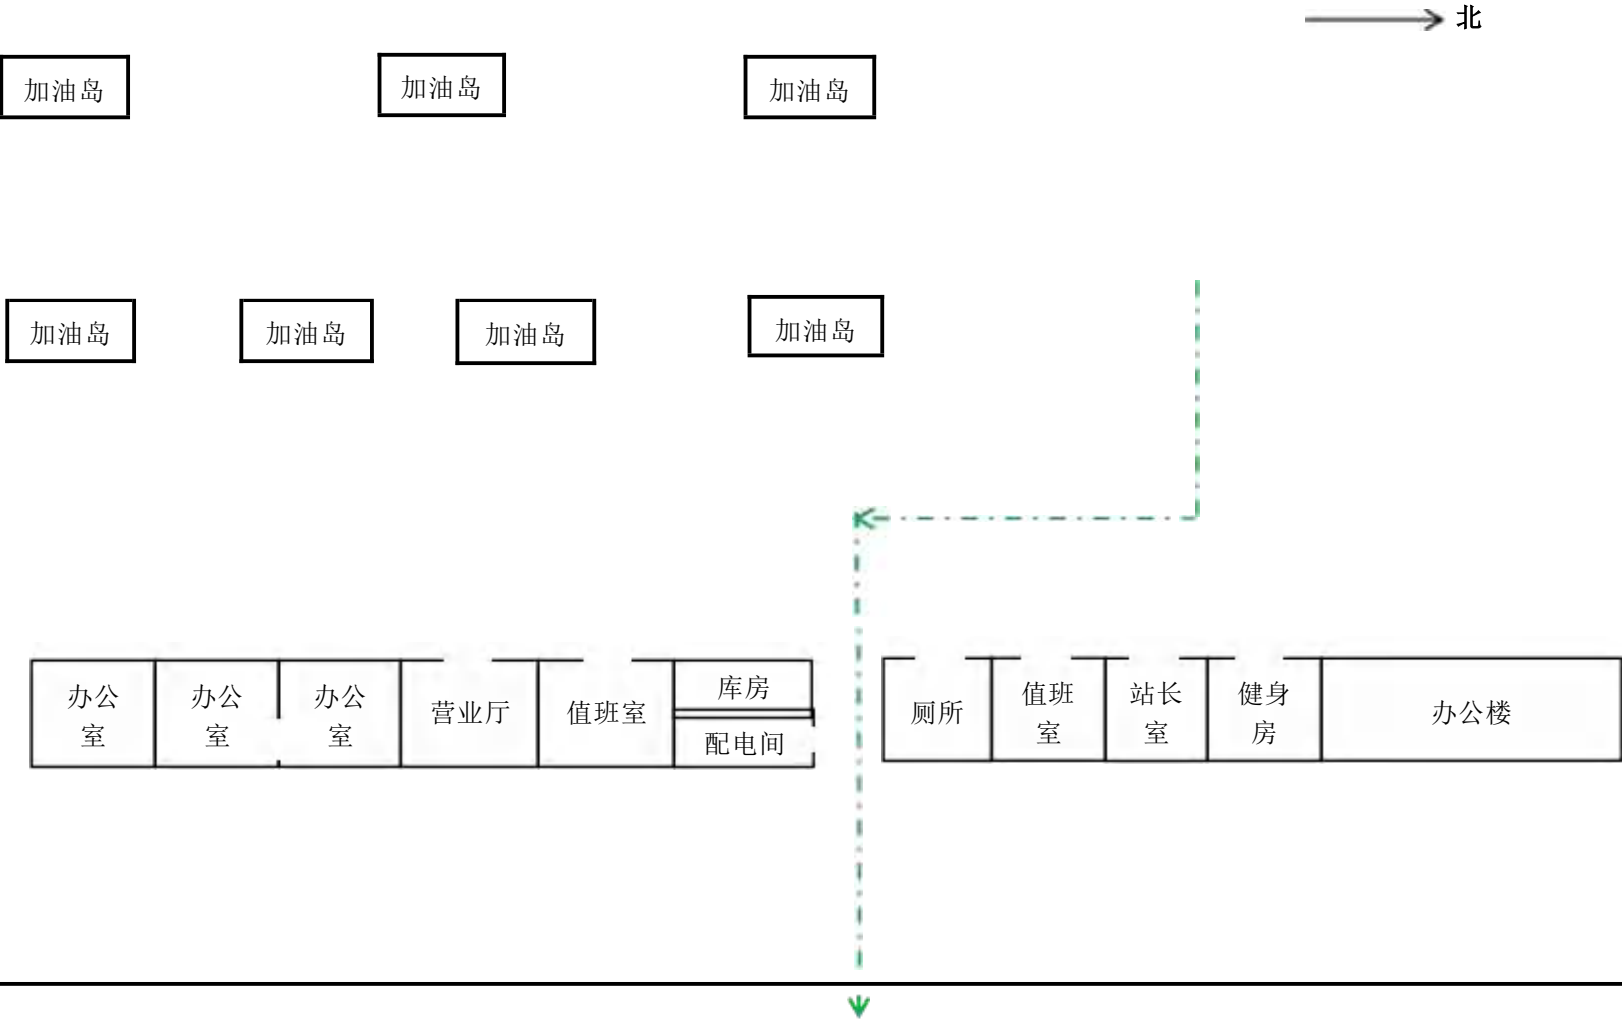 北
加油岛
加油岛
加油岛
加油岛
加油岛
加油岛
加油岛
办公
室
办公
室
办公
室
营业厅
值班室
库房
配电间
厕所
值班
室
站长
室
健身
房
办公楼